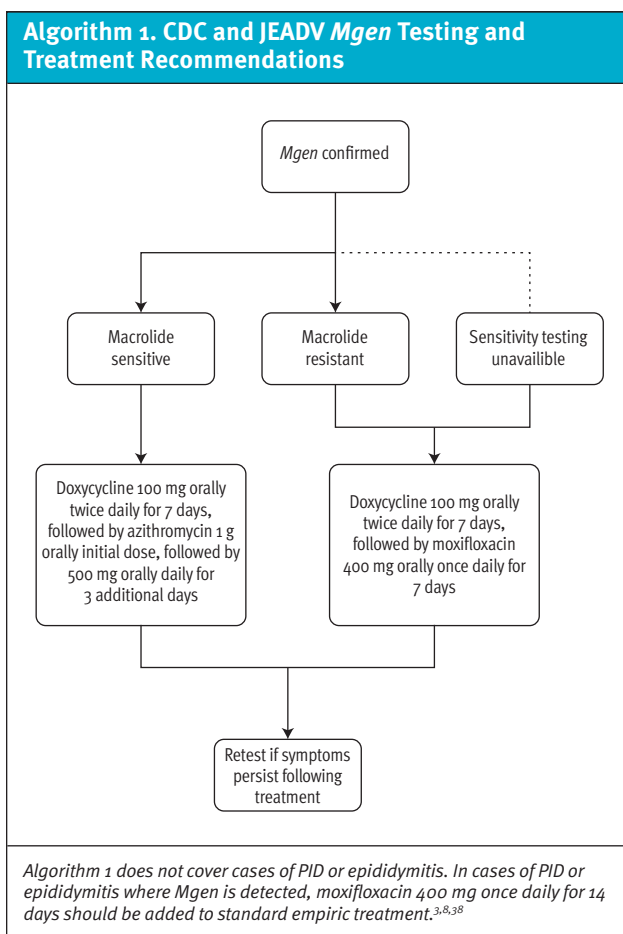 Algorithm 1. CDC and JEADV Mgen Testing and
Treatment Recommendations
Mgen confirmed
Macrolide
sensitive
Macrolide
resistant
Sensitivity testing
unavailible
Doxycycline 100 mg orally
twice daily for 7 days,
followed by azithromycin 1 g
orally initial dose, followed by
500 mg orally daily for
3 additional days
Doxycycline 100 mg orally
twice daily for 7 days,
followed by moxifloxacin
400 mg orally once daily for
7 days
Retest if symptoms
persist following
treatment
Algorithm 1 does not cover cases of PID or epididymitis. In cases of PID or
epididymitis where Mgen is detected, moxifloxacin 400 mg once daily for 14
days should be added to standard empiric treatment.3,8,38